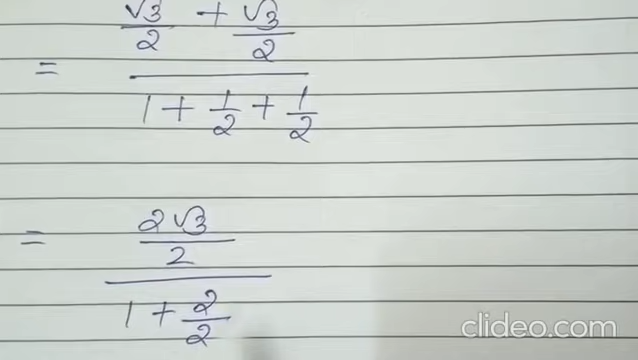 √3/2 + √3/2
= ―――
1 + 1/2 + 1/2
2√3/2
= ―――
1 + 2/2
clideo.com